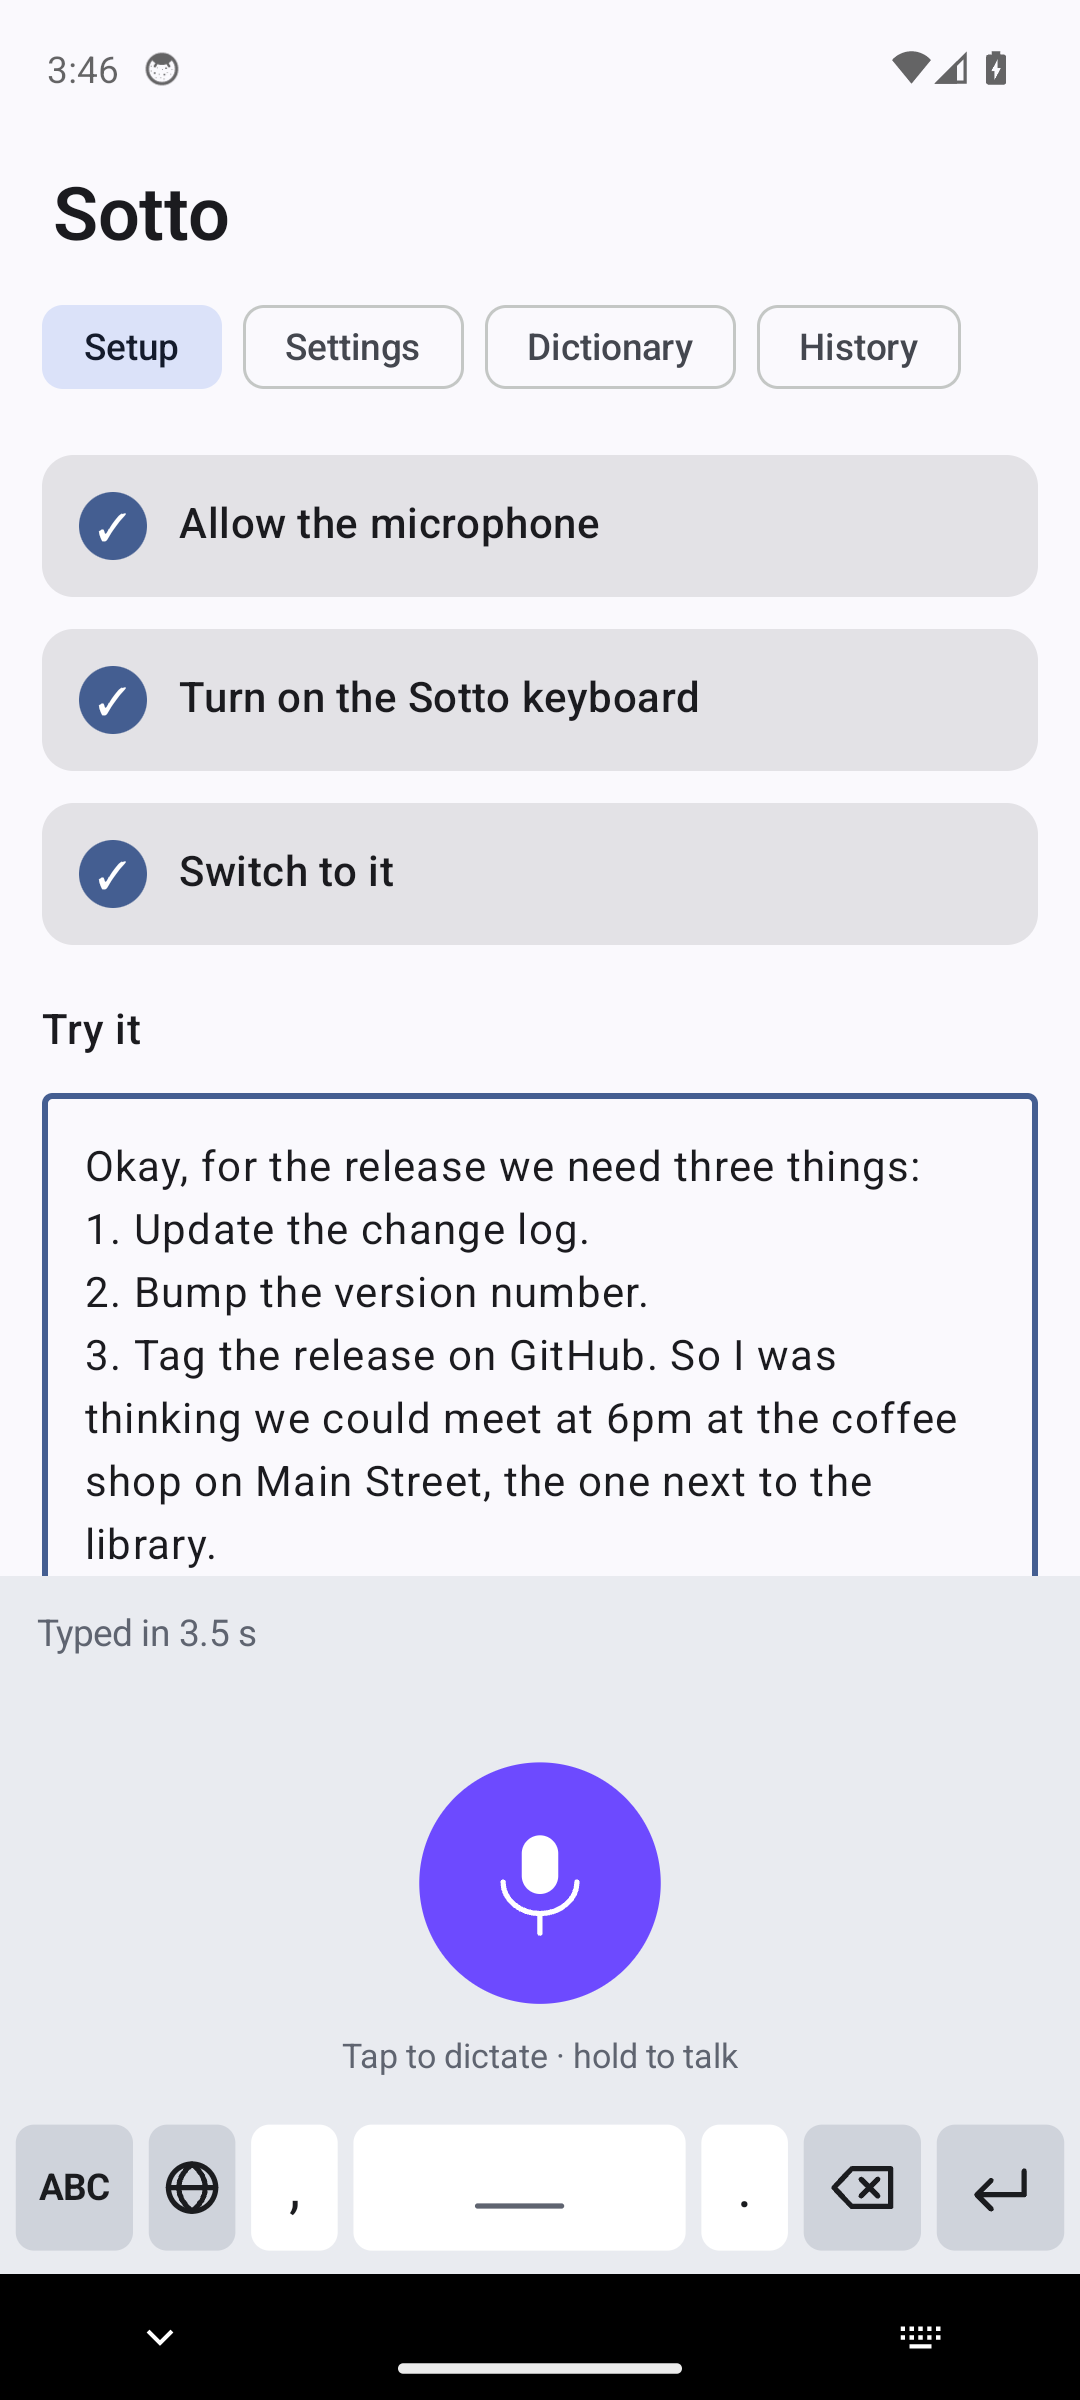 3:46
Sotto
Setup Settings Dictionary History
Allow the microphone
Turn on the Sotto keyboard
Switch to it
Try it
Okay, for the release we need three things:
1. Update the change log.
2. Bump the version number.
3. Tag the release on GitHub. So I was
thinking we could meet at 6pm at the coffee
shop on Main Street, the one next to the
library.
Typed in 3.5 s
Tap to dictate · hold to talk
ABC , .